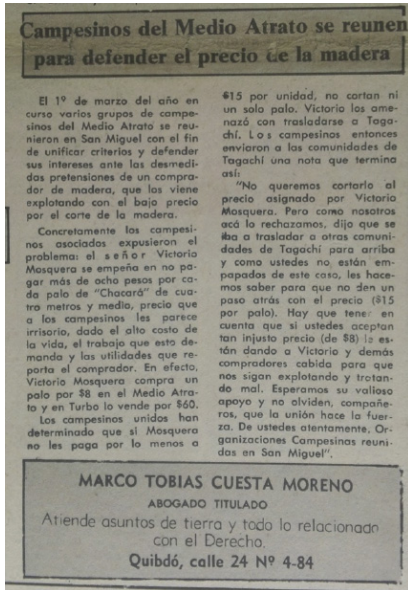 Campesinos del Medio Atrato se reunen
para defender el precio de la madera
El 1º de marzo del año en
curso varios grupos de campe-
sinos del Medio Atrato se reu-
nieron en San Miguel con el fin
de unificar criterios y defender
sus intereses ante las desmedi-
das pretensiones de un compra-
dor de madera, que los viene
explotando con el bajo precio
por el corte de la madera.
Concretamente los campesi-
nos asociados expusieron el
problema: el señor Victorio
Mosquera se empeña en no pa-
gar más de ocho pesos por ca-
da palo de "Chacaró" de cua-
tro metros y medio, precio que
a los campesinos les parece
irrisorio, dado el alto costo de
la vida, el trabajo que esto de-
manda y las utilidades que re-
porta el comprador. En efecto,
Victorio Mosquera compra un
palo por $8 en el Medio Atra-
to y en Turbo lo vende por $60.
Los campesinos unidos han
determinado que si Mosquera
no les paga por lo menos a
$15 por unidad, no cortan ni
un solo palo. Victorio los ame-
nazó con trasladarse a Taga-
chí. Los campesinos entonces
enviaron a las comunidades de
Tagachí una nota que termina
así:
"No queremos cortarlo al
precio asignado por Victorio
Mosquera. Pero como nosotros
acá lo rechazamos, dijo que se
iba a trasladar a otras comuni-
dades de Tagachí para arriba
y como ustedes no están em-
papados de este caso, les hace-
mos saber para que no den un
paso atrás con el precio ($15
por palo). Hay que tener en
cuenta que si ustedes aceptan
tan injusto precio (de $8) le es-
tán dando a Victorio y demás
compradores cabida para que
nos sigan explotando y tratan-
do mal. Esperamos su valioso
apoyo y no olviden, compañe-
ros, que la unión hace la fuer-
za. De ustedes atentamente, Or-
ganizaciones Campesinas reuni-
das en San Miguel".
MARCO TOBIAS CUESTA MORENO
ABOGADO TITULADO
Atiende asuntos de tierra y todo lo relacionado
con el Derecho.
Quibdó, calle 24 Nº 4-84